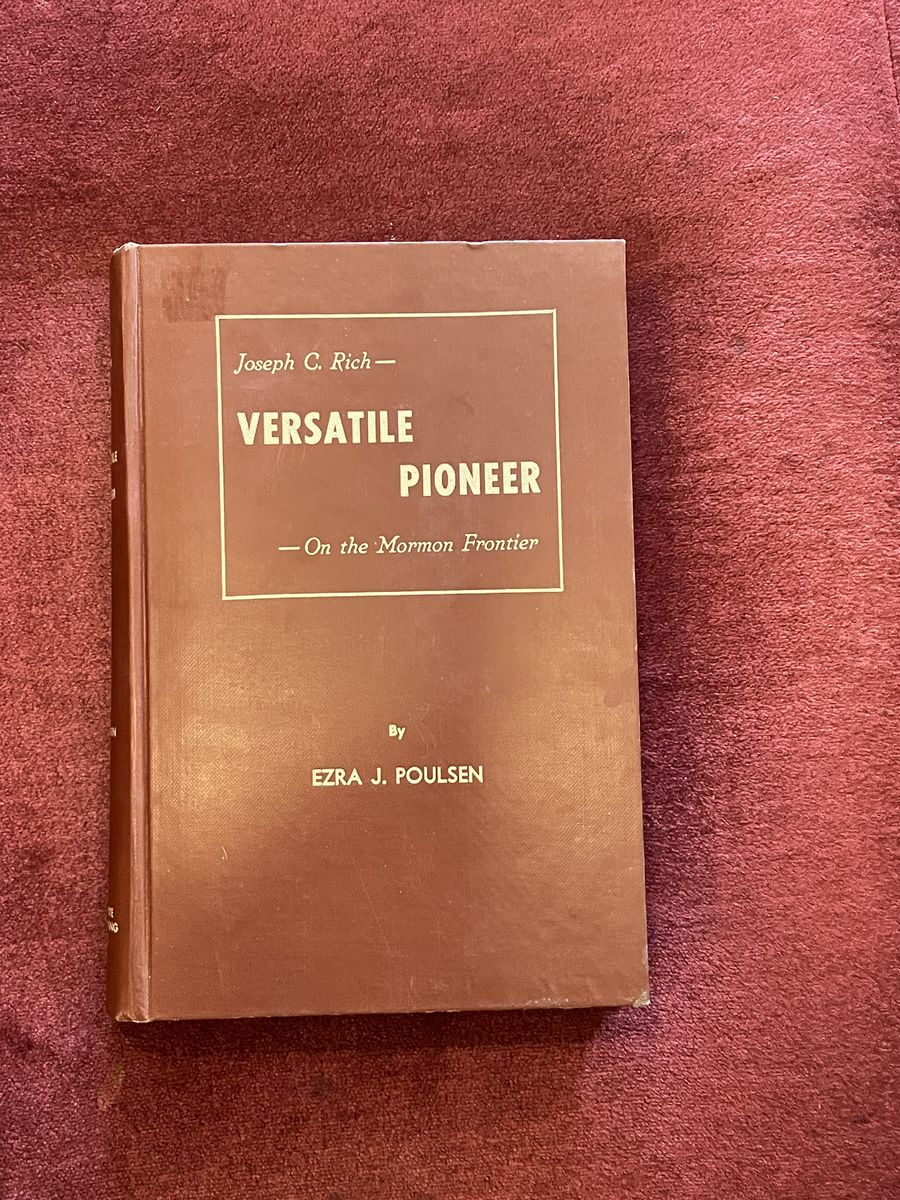 Joseph C. Rich—
VERSATILE
PIONEER
—On the Mormon Frontier
By
EZRA J. POULSEN